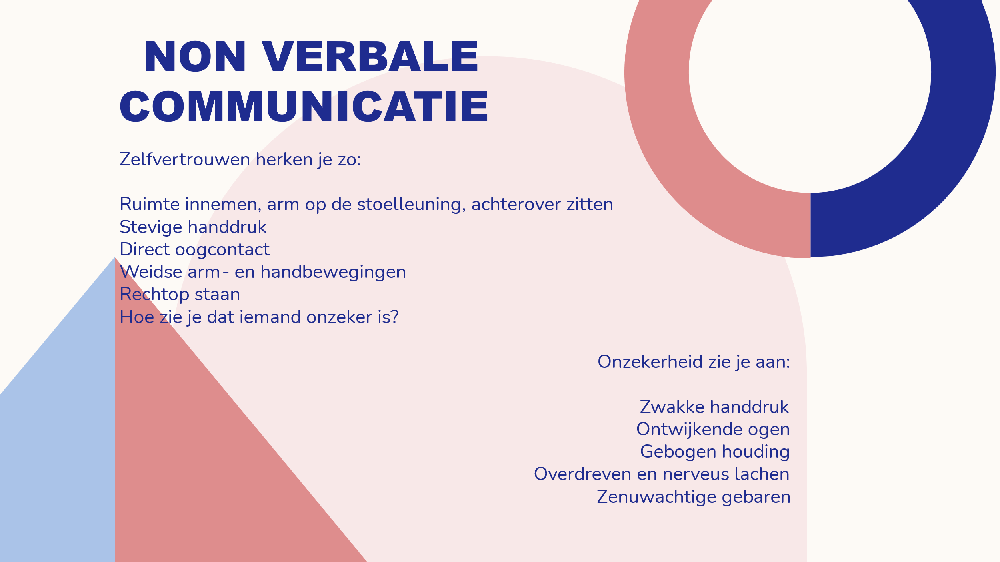 NON VERBALE
COMMUNICATIE
Zelfvertrouwen herken je zo:
Ruimte innemen, arm op de stoelleuning, achterover zitten
Stevige handdruk
Direct oogcontact
Weidse arm- en handbewegingen
Rechtop staan
Hoe zie je dat iemand onzeker is?
Onzekerheid zie je aan:
Zwakke handdruk
Ontwijkende ogen
Gebogen houding
Overdreven en nerveus lachen
Zenuwachtige gebaren